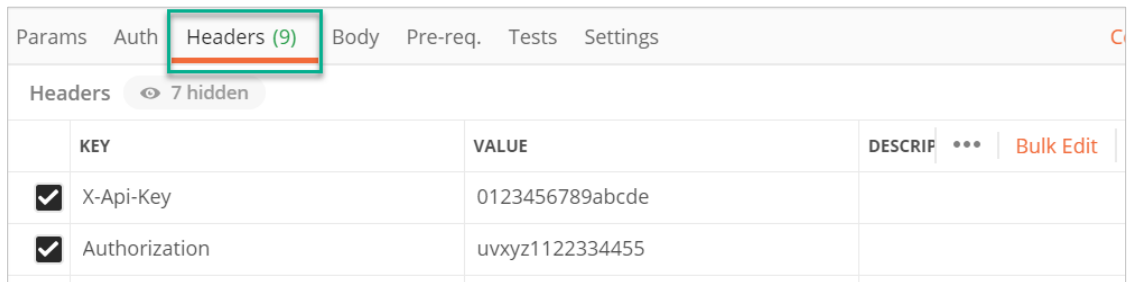 Params Auth Headers (9) Body Pre-req. Tests Settings
Headers 7 hidden
KEY VALUE DESCRIP ••• Bulk Edit
X-Api-Key 0123456789abcde
Authorization uvxyz1122334455